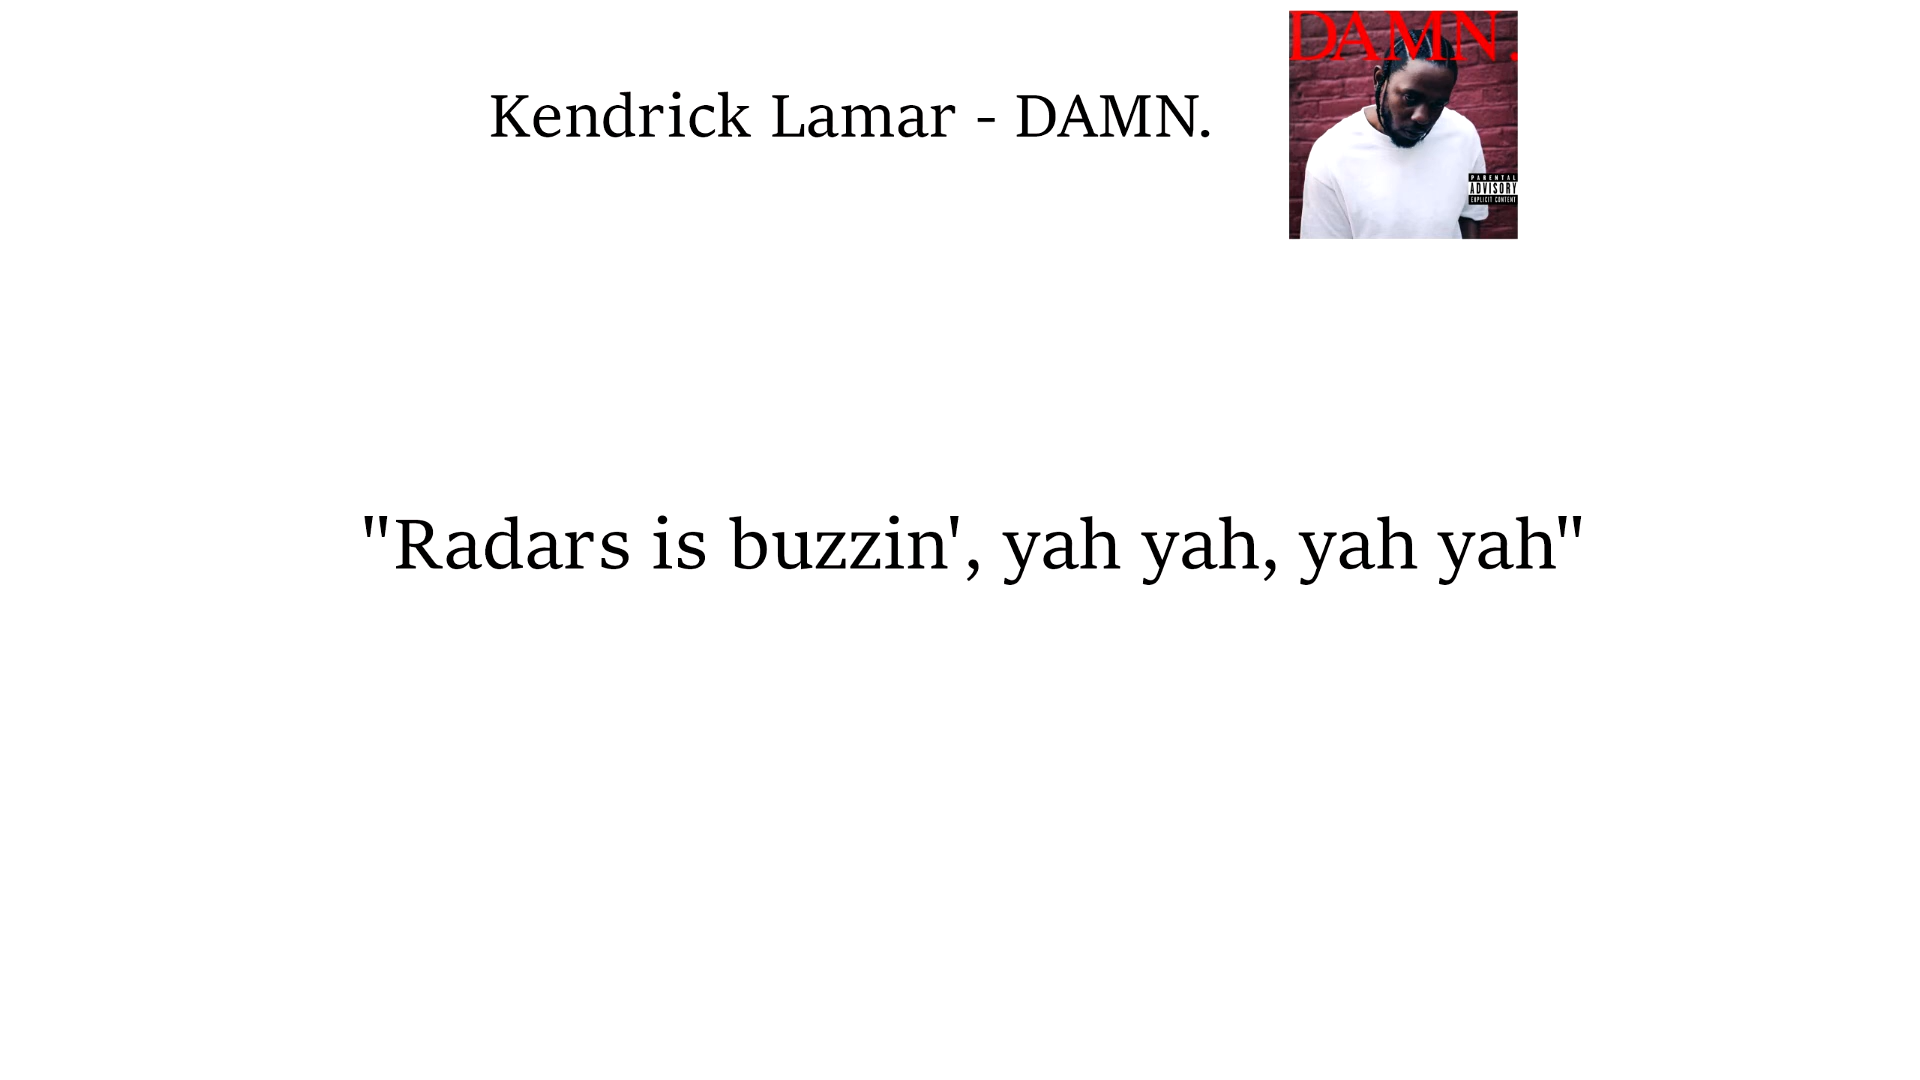 Kendrick Lamar - DAMN.
DAMN.
PARENTAL
ADVISORY
EXPLICIT CONTENT
"Radars is buzzin', yah yah, yah yah"